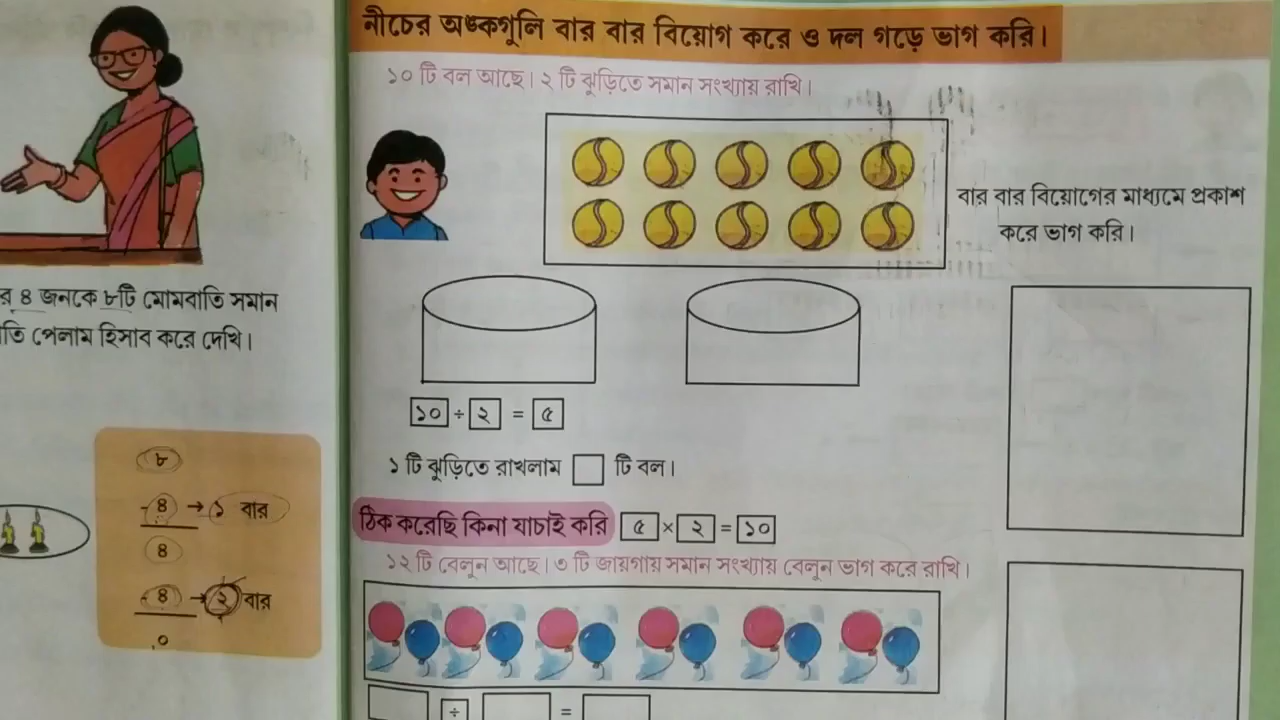 র ৪ জনকে ৮টি মোমবাতি সমান
তি পেলাম হিসাব করে দেখি।
৮
- ৪ → ১ বার
৪
- ৪ → ২ বার
০
নীচের অঙ্কগুলি বার বার বিয়োগ করে ও দল গড়ে ভাগ করি।
১০ টি বল আছে। ২ টি ঝুড়িতে সমান সংখ্যায় রাখি।
বার বার বিয়োগের মাধ্যমে প্রকাশ
করে ভাগ করি।
১০ ÷ ২ = ৫
১ টি ঝুড়িতে রাখলাম □ টি বল।
ঠিক করেছি কিনা যাচাই করি ৫ × ২ = ১০
১২ টি বেলুন আছে। ৩ টি জায়গায় সমান সংখ্যায় বেলুন ভাগ করে রাখি।
□ ÷ □ = □